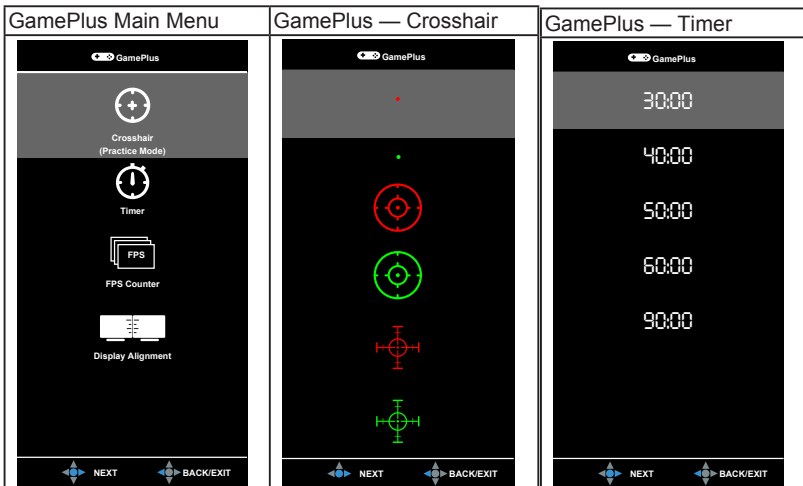 GamePlus Main Menu
GamePlus
Crosshair
(Practice Mode)
Timer
FPS
FPS Counter
Display Alignment
NEXT BACK/EXIT
GamePlus — Crosshair
GamePlus
NEXT BACK/EXIT
GamePlus — Timer
GamePlus
30:00
40:00
50:00
60:00
90:00
NEXT BACK/EXIT